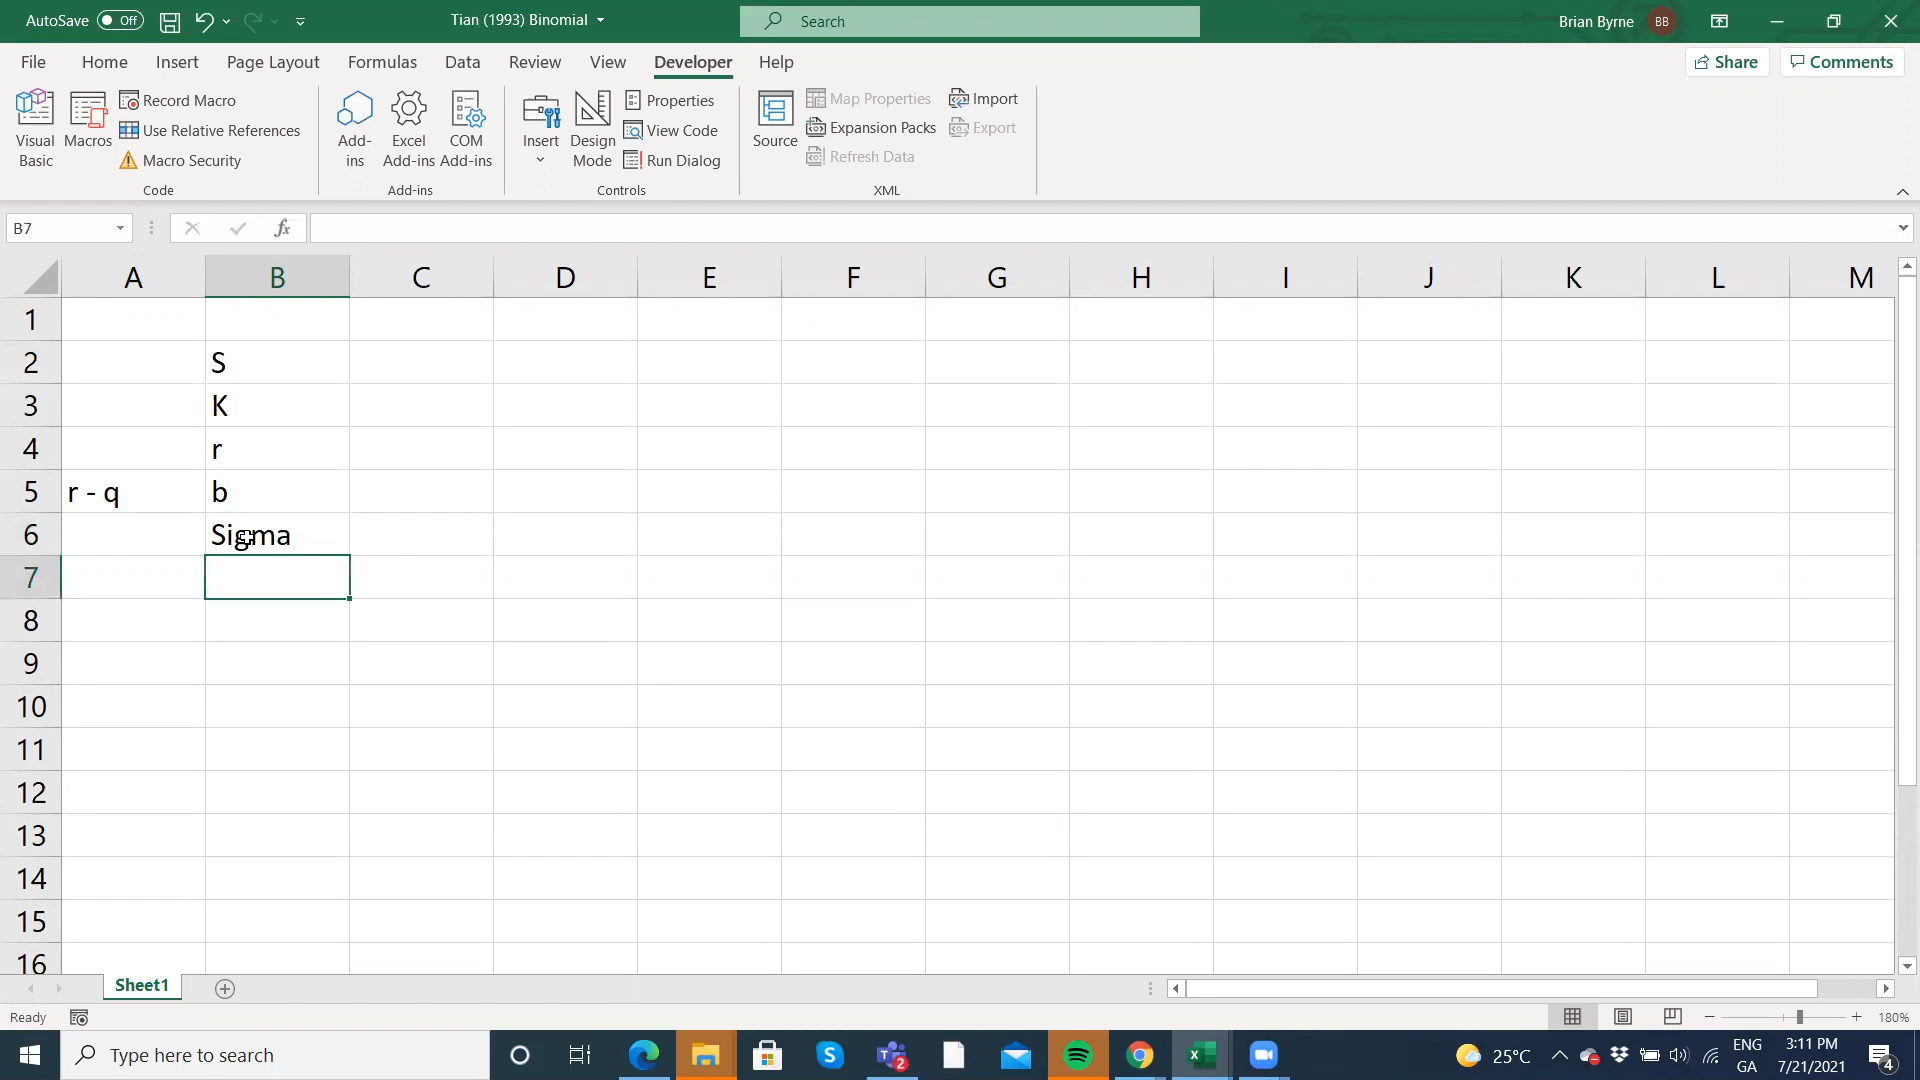 AutoSave Off Tian (1993) Binomial Search Brian Byrne BB
File Home Insert Page Layout Formulas Data Review View Developer Help Share Comments
Visual Basic
Macros
Record Macro
Use Relative References
Macro Security
Code
Add-ins
Excel Add-ins
COM Add-ins
Add-ins
Insert
Design Mode
Properties
View Code
Run Dialog
Controls
Source
Map Properties
Expansion Packs
Refresh Data
Import
Export
XML
B7 fx
A B C D E F G H I J K L M
1
2 S
3 K
4 r
5 r - q b
6 Sigma
7
8
9
10
11
12
13
14
15
16
Sheet1
Ready 180%
Type here to search 2 25°C ENG GA 3:11 PM 7/21/2021 4